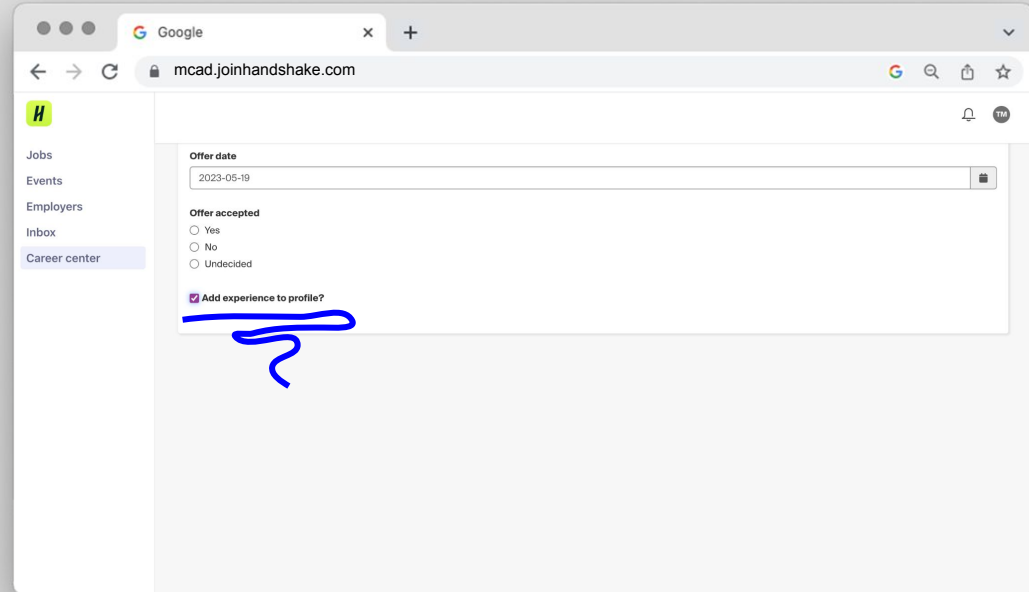 Google
mcad.joinhandshake.com
TM
Jobs
Events
Employers
Inbox
Career center
Offer date
2023-05-19
Offer accepted
Yes
No
Undecided
Add experience to profile?